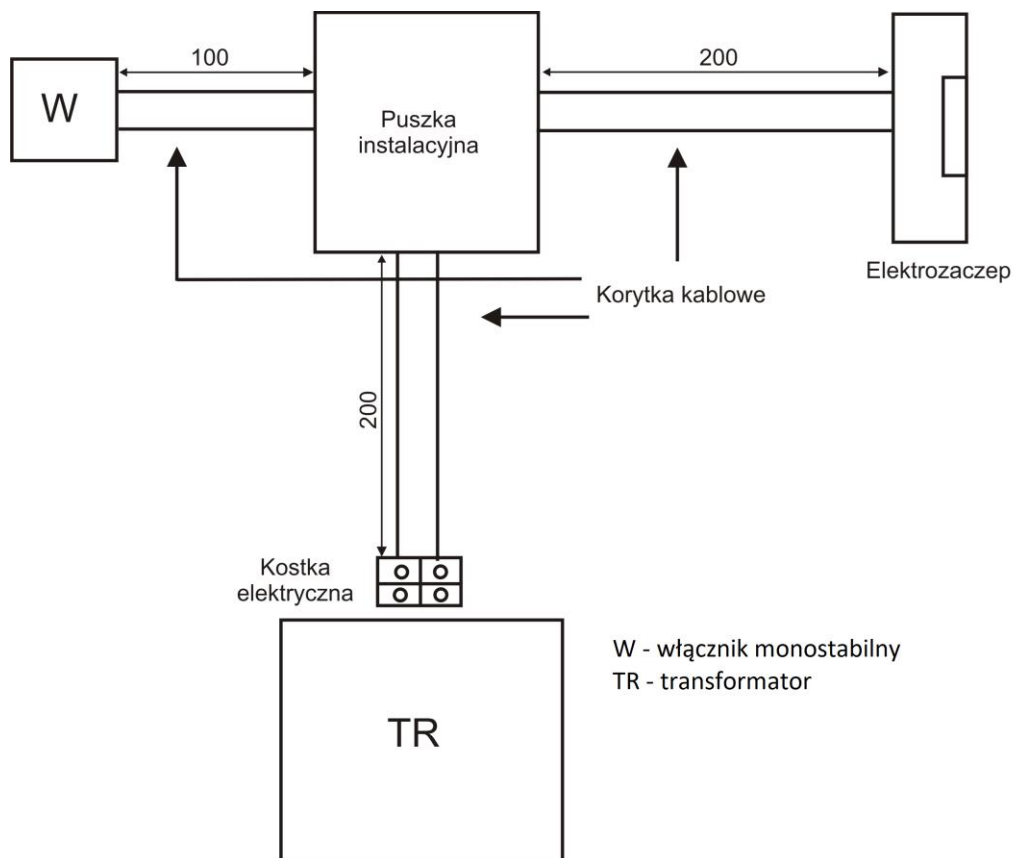 100
200
W
Puszka
instalacyjna
Elektrozaczep
Korytka kablowe
200
Kostka
elektryczna
W - włącznik monostabilny
TR - transformator
TR